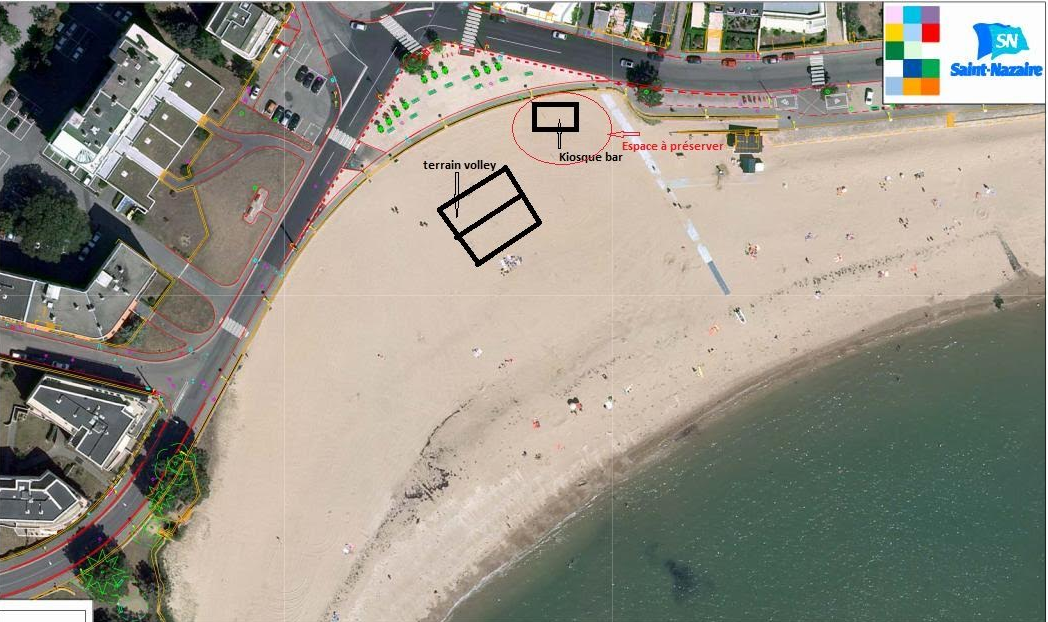 SN
Saint-Nazaire
Espace à préserver
Kiosque bar
terrain volley